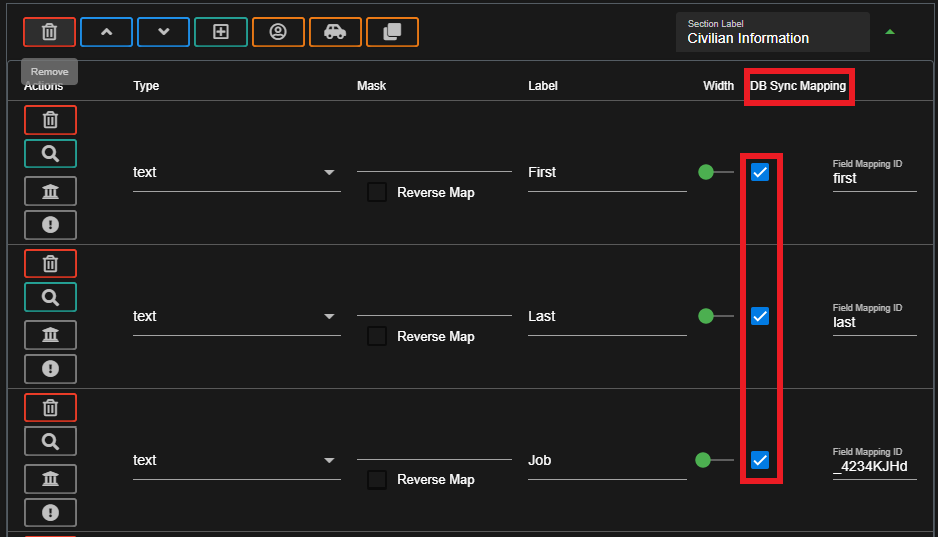 Section Label
Civilian Information
Remove
Actions Type Mask Label Width DB Sync Mapping
text First Field Mapping ID
first
Reverse Map
text Last Field Mapping ID
last
Reverse Map
text Job Field Mapping ID
_4234KJHd
Reverse Map